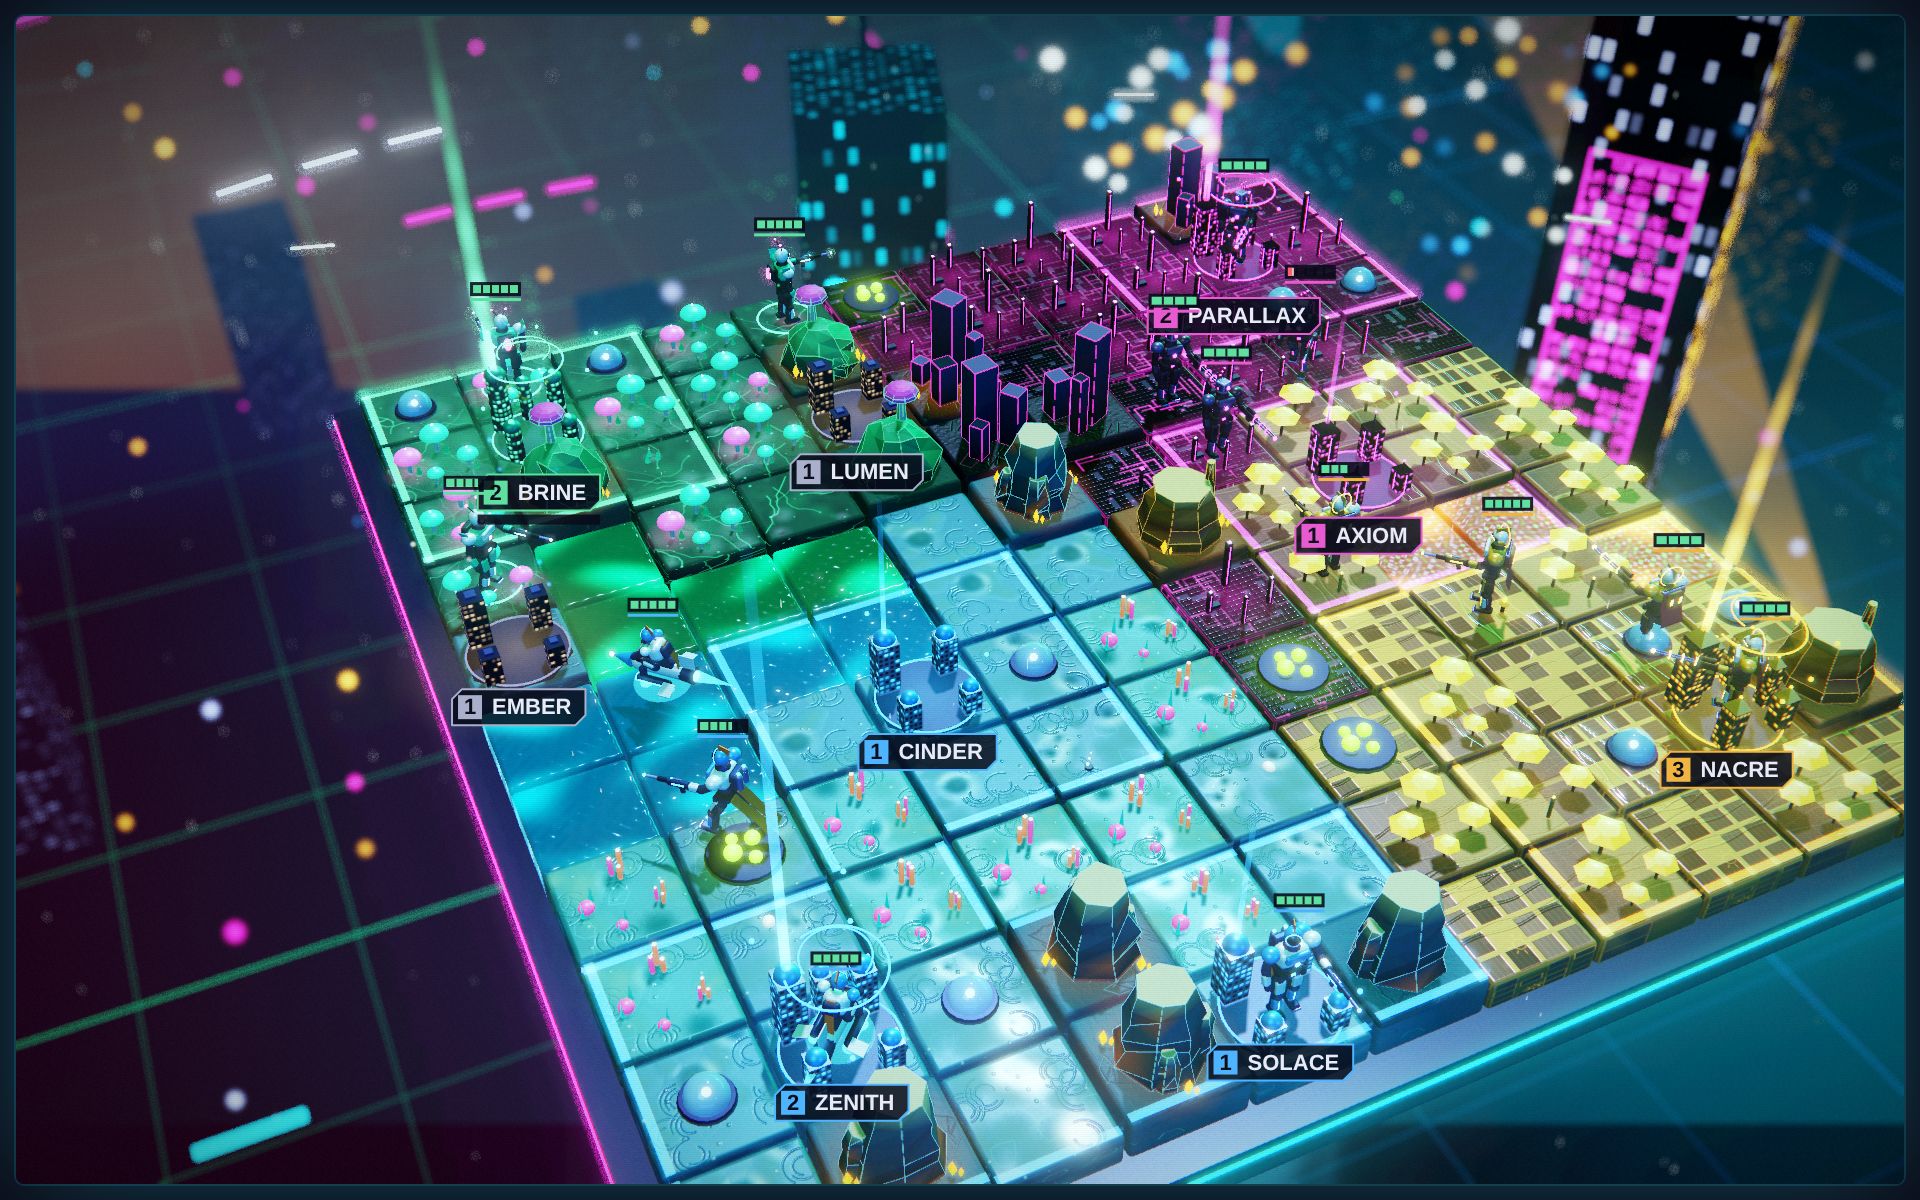 2 PARALLAX
1 LUMEN
2 BRINE
1 AXIOM
1 EMBER
1 CINDER
3 NACRE
1 SOLACE
2 ZENITH